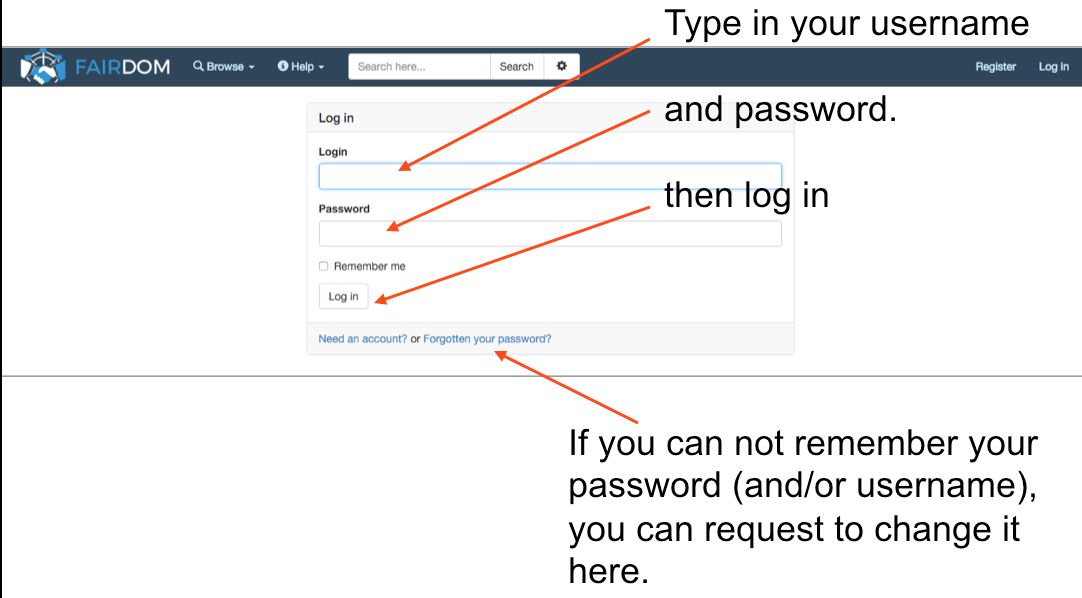 Type in your username
FAIRDOM Browse Help Search here... Search Register Log in
and password.
Log in
Login
then log in
Password
Remember me
Log in
Need an account? or Forgotten your password?
If you can not remember your
password (and/or username),
you can request to change it
here.